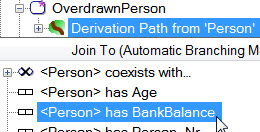 OverdrawnPerson
Derivation Path from 'Person'
Join To (Automatic Branching M
<Person> coexists with...
<Person> has Age
<Person> has BankBalance
<Person> has Person_Nr